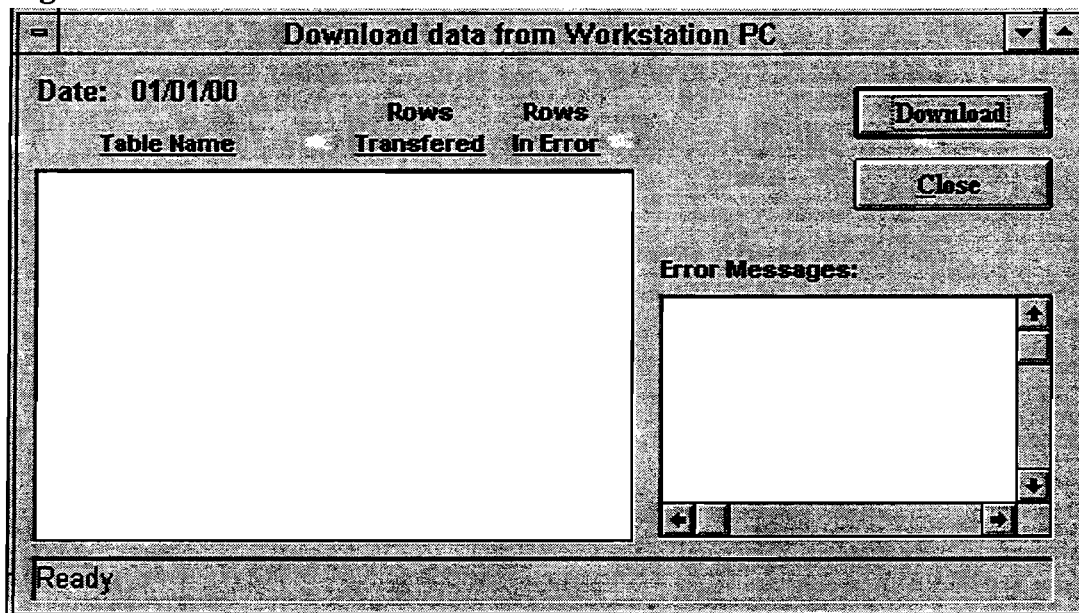 Download data from Workstation PC
Date: 01/01/00
Rows Rows
Table Name Transfered In Error
Download
Close
Error Messages:
Ready